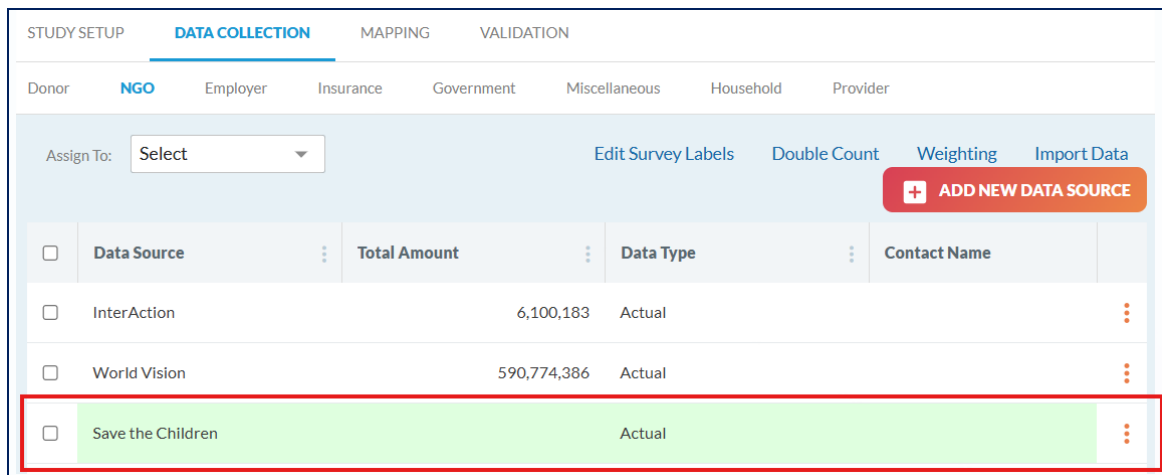 STUDY SETUP DATA COLLECTION MAPPING VALIDATION
Donor NGO Employer Insurance Government Miscellaneous Household Provider
Assign To: Select Edit Survey Labels Double Count Weighting Import Data
ADD NEW DATA SOURCE
Data Source Total Amount Data Type Contact Name
InterAction 6,100,183 Actual
World Vision 590,774,386 Actual
Save the Children Actual